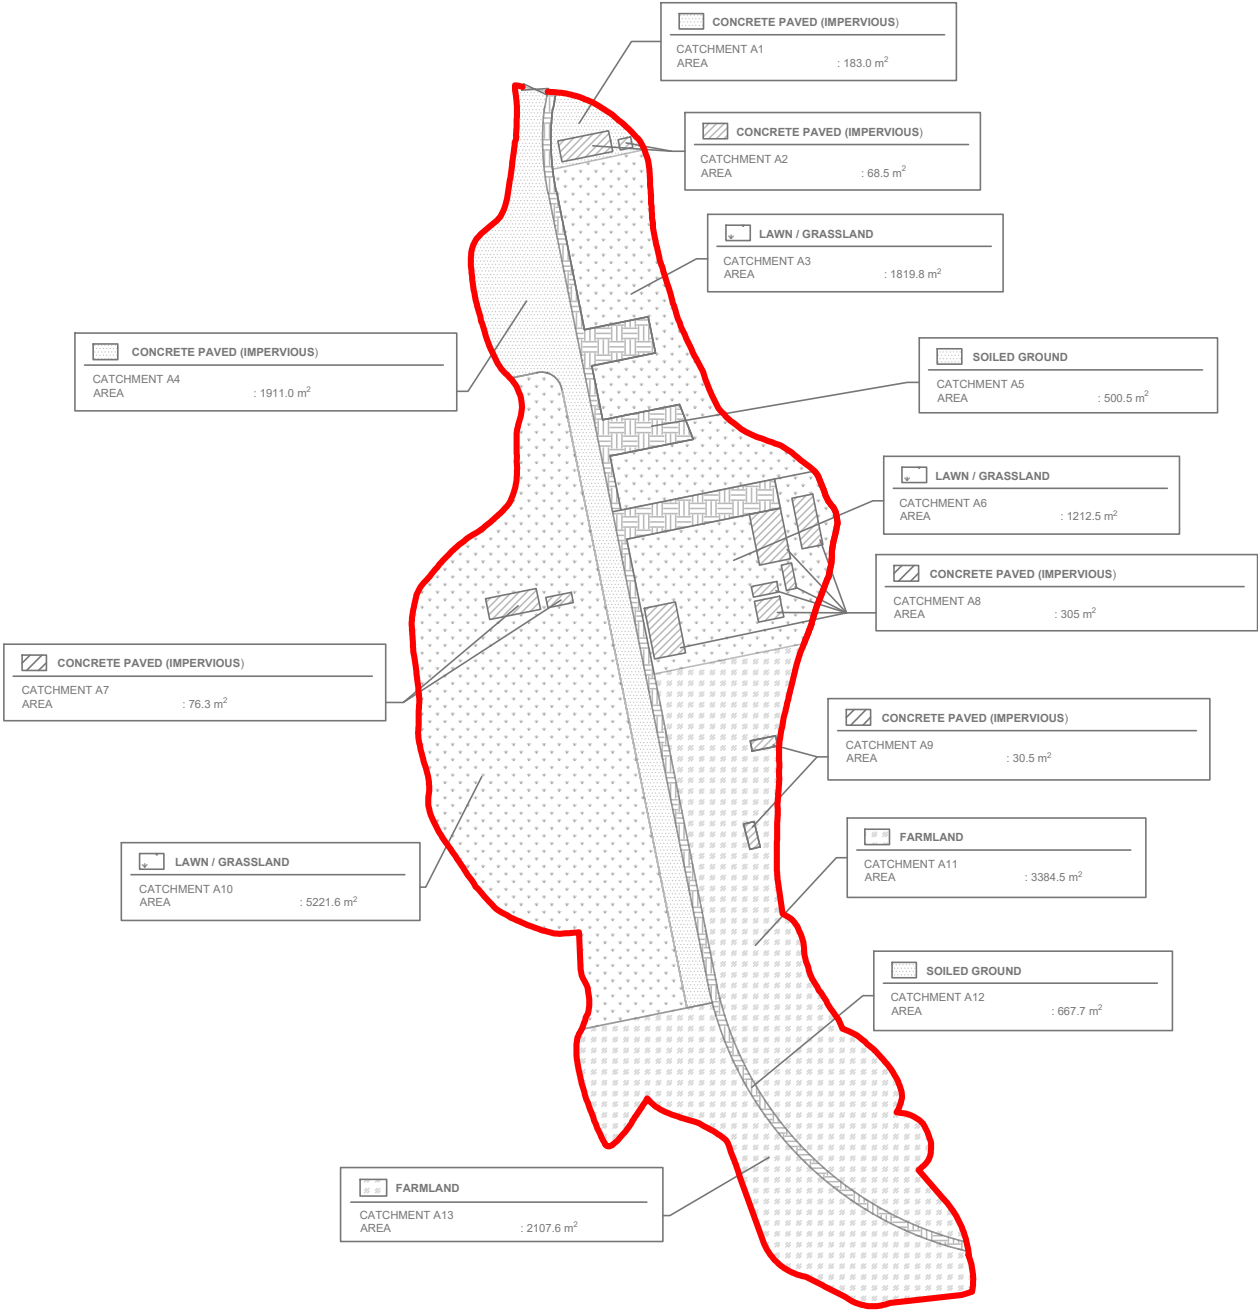 CONCRETE PAVED (IMPERVIOUS)
CATCHMENT A1
AREA : 183.0 m²
CONCRETE PAVED (IMPERVIOUS)
CATCHMENT A2
AREA : 68.5 m²
LAWN / GRASSLAND
CATCHMENT A3
AREA : 1819.8 m²
CONCRETE PAVED (IMPERVIOUS)
CATCHMENT A4
AREA : 1911.0 m²
SOILED GROUND
CATCHMENT A5
AREA : 500.5 m²
LAWN / GRASSLAND
CATCHMENT A6
AREA : 1212.5 m²
CONCRETE PAVED (IMPERVIOUS)
CATCHMENT A8
AREA : 305 m²
CONCRETE PAVED (IMPERVIOUS)
CATCHMENT A7
AREA : 76.3 m²
CONCRETE PAVED (IMPERVIOUS)
CATCHMENT A9
AREA : 30.5 m²
FARMLAND
CATCHMENT A11
AREA : 3384.5 m²
LAWN / GRASSLAND
CATCHMENT A10
AREA : 5221.6 m²
SOILED GROUND
CATCHMENT A12
AREA : 667.7 m²
FARMLAND
CATCHMENT A13
AREA : 2107.6 m²